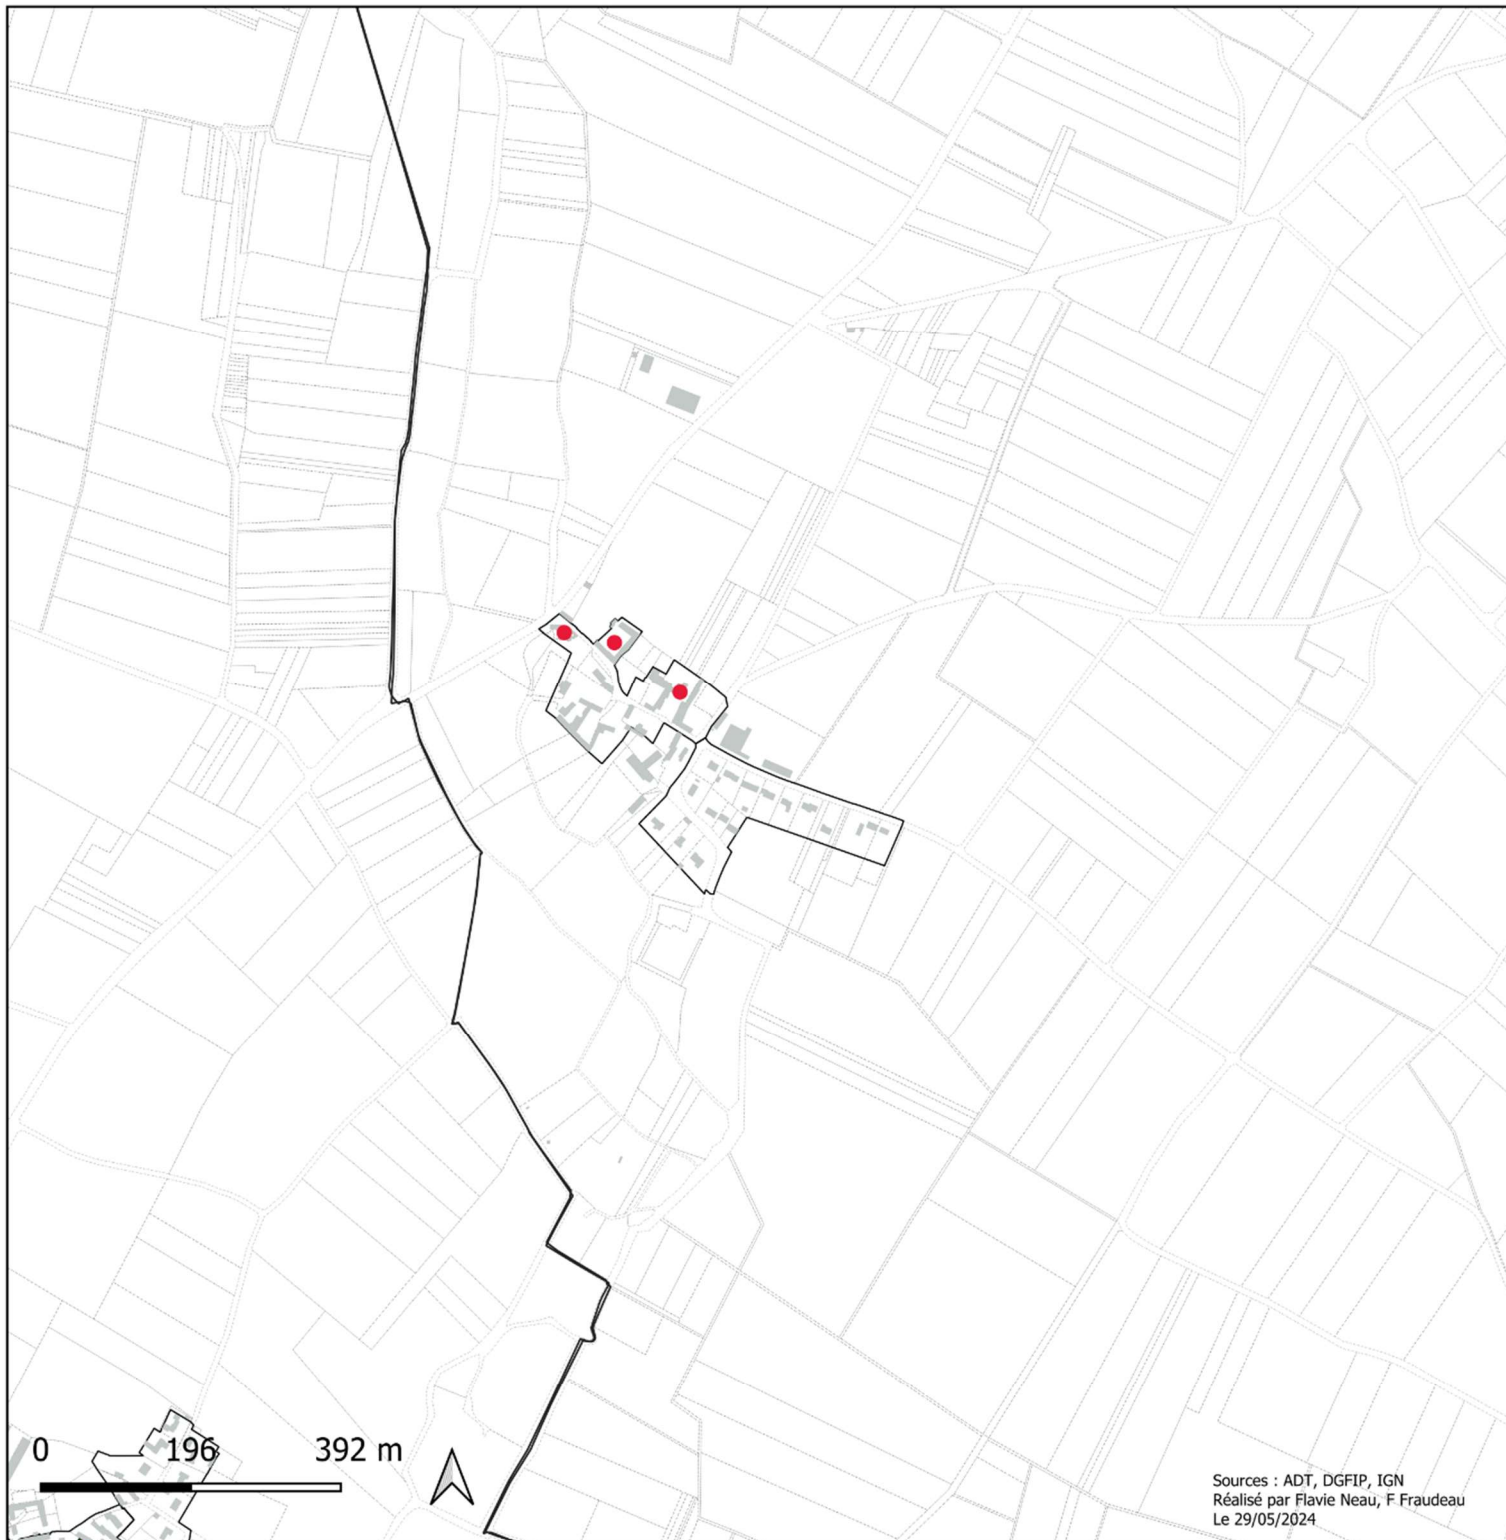 0 196 392 m
Sources : ADT, DGFIP, IGN
Réalisé par Flavie Neau, F Fraudeau
Le 29/05/2024